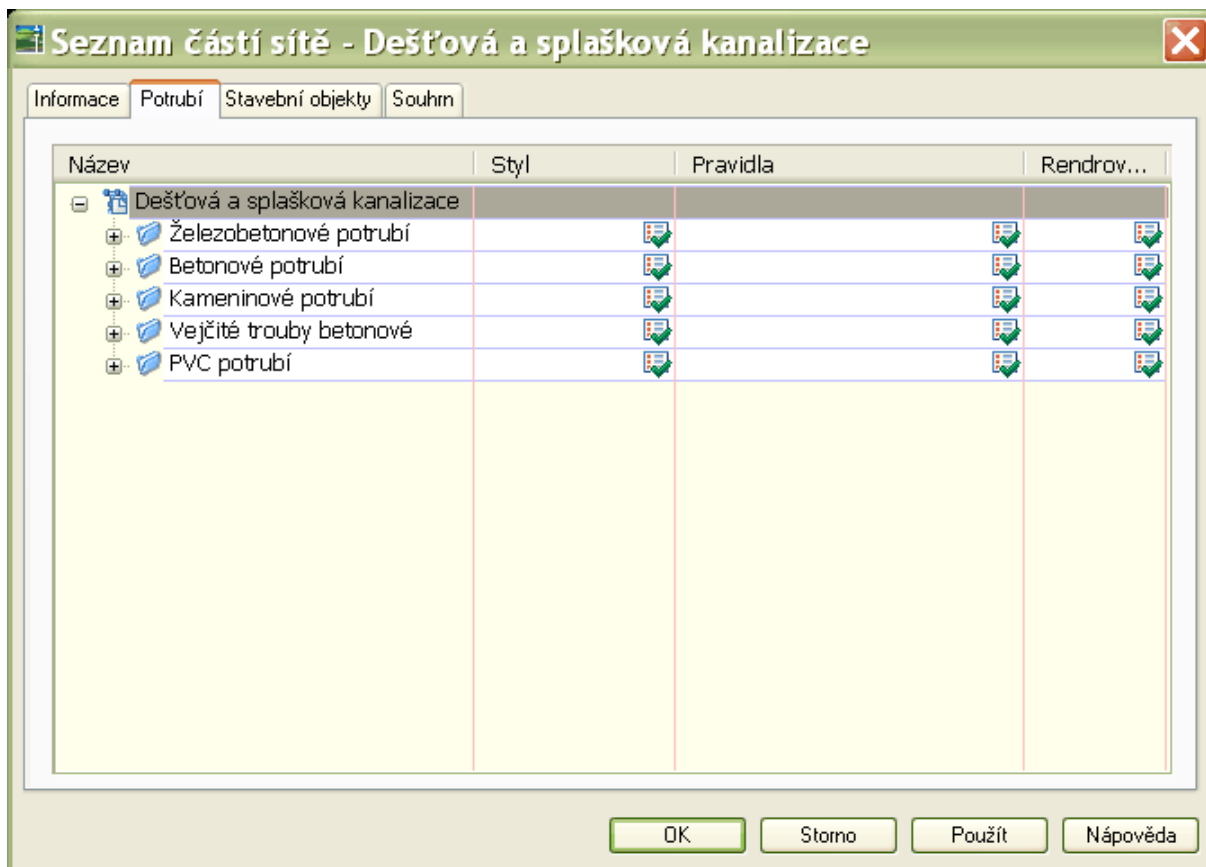 Seznam částí sítě - Dešťová a splašková kanalizace
Informace Potrubí Stavební objekty Souhrn
Název Styl Pravidla Rendrov...
Dešťová a splašková kanalizace
Železobetonové potrubí
Betonové potrubí
Kameninové potrubí
Vejčité trouby betonové
PVC potrubí
OK Storno Použít Nápověda